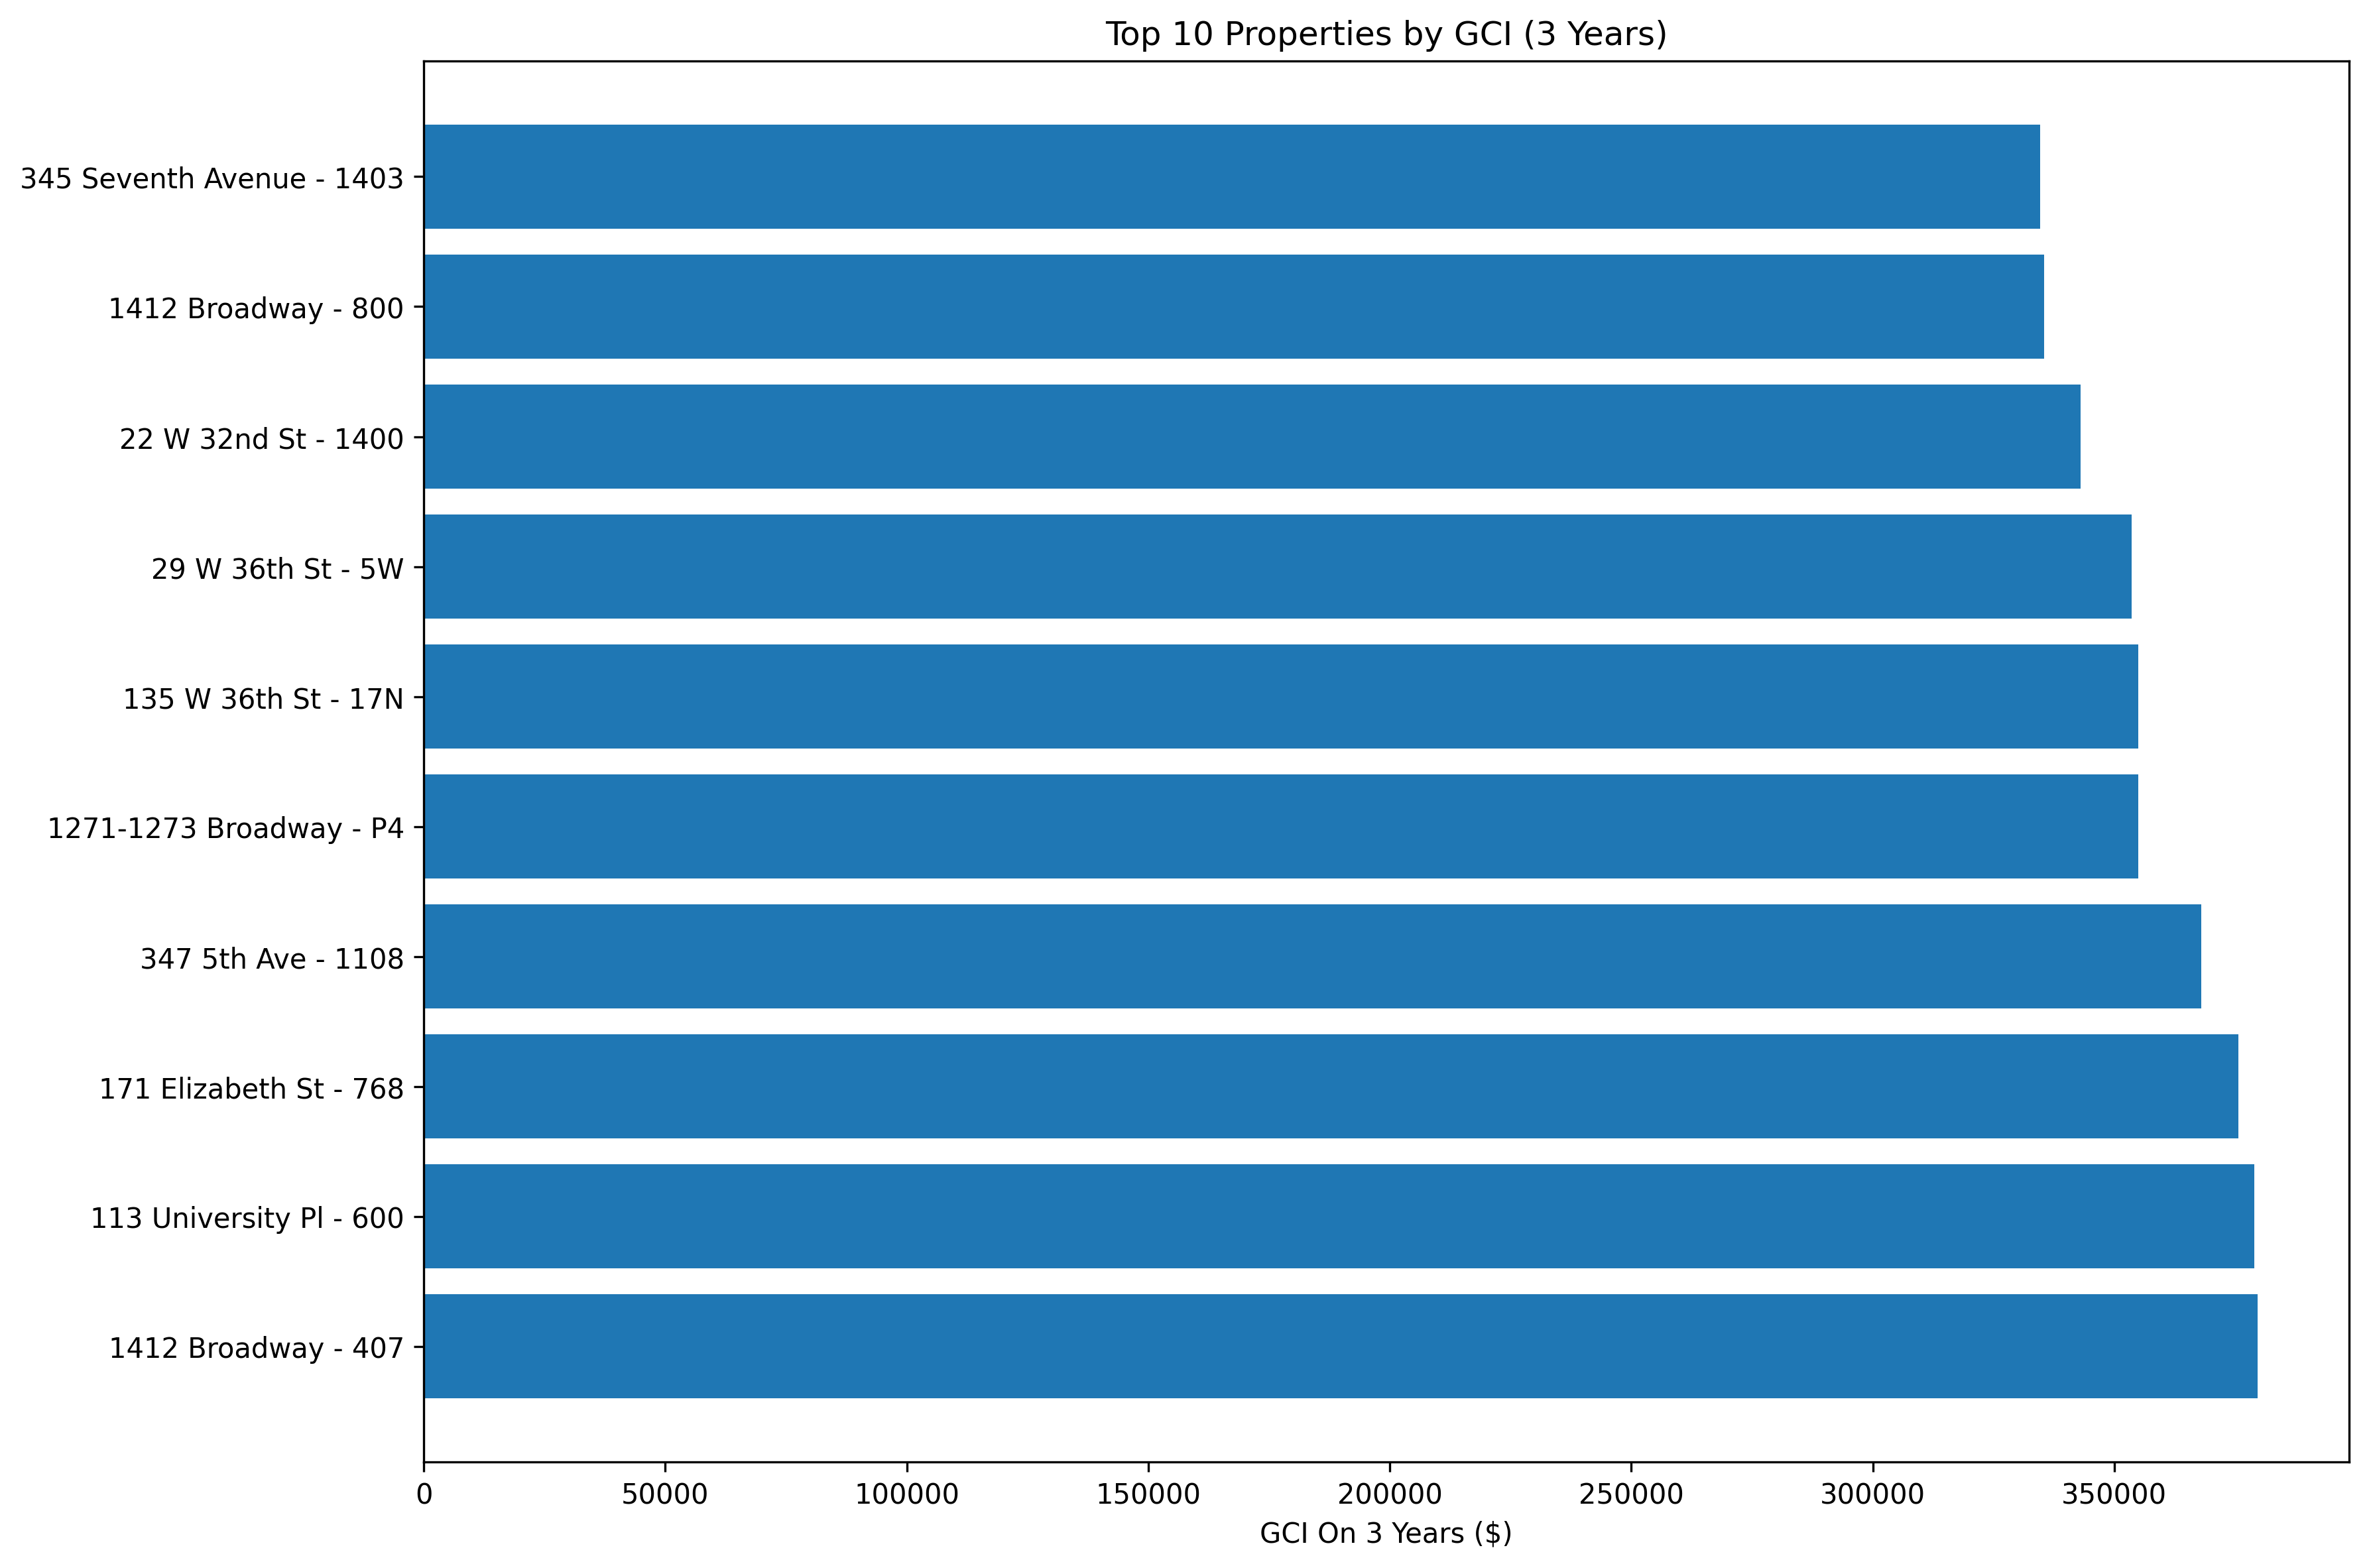 Top 10 Properties by GCI (3 Years)
345 Seventh Avenue - 1403
1412 Broadway - 800
22 W 32nd St - 1400
29 W 36th St - 5W
135 W 36th St - 17N
1271-1273 Broadway - P4
347 5th Ave - 1108
171 Elizabeth St - 768
113 University Pl - 600
1412 Broadway - 407
0 50000 100000 150000 200000 250000 300000 350000
GCI On 3 Years ($)